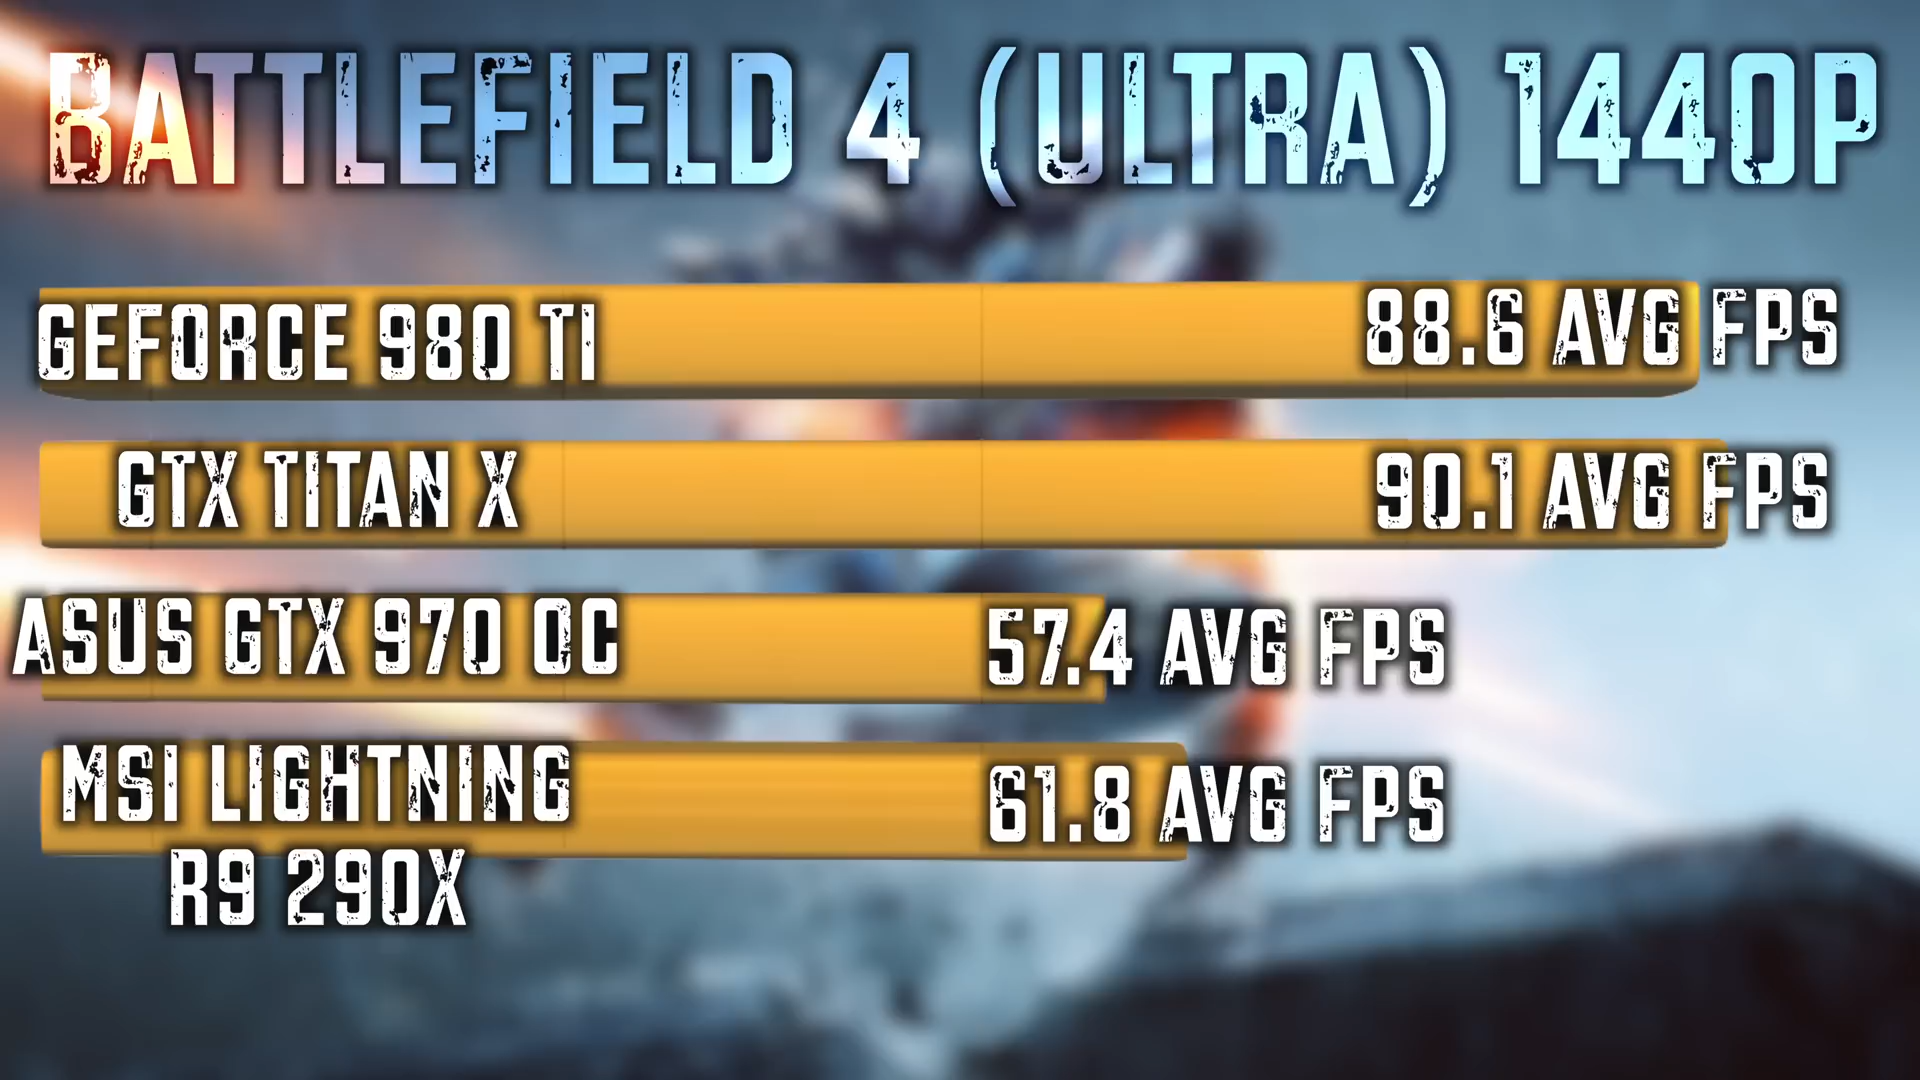 BATTLEFIELD 4 (ULTRA) 1440P
GEFORCE 980 TI 88.6 AVG FPS
GTX TITAN X 90.1 AVG FPS
ASUS GTX 970 OC 57.4 AVG FPS
MSI LIGHTNING 61.8 AVG FPS
R9 290X